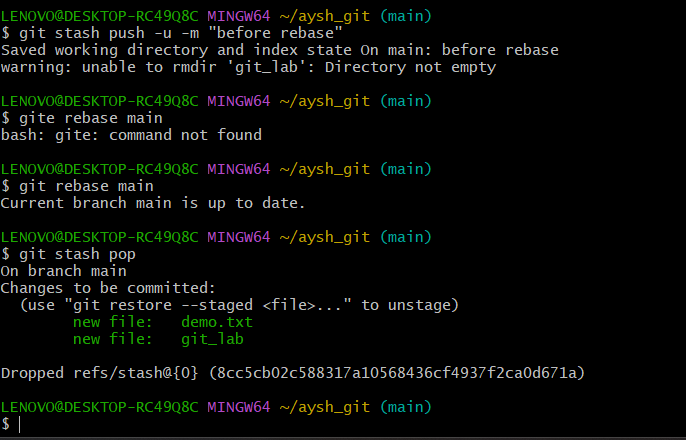 LENOVO@DESKTOP-RC49Q8C MINGW64 ~/aysh_git (main)
$ git stash push -u -m "before rebase"
Saved working directory and index state On main: before rebase
warning: unable to rmdir 'git_lab': Directory not empty

LENOVO@DESKTOP-RC49Q8C MINGW64 ~/aysh_git (main)
$ gite rebase main
bash: gite: command not found

LENOVO@DESKTOP-RC49Q8C MINGW64 ~/aysh_git (main)
$ git rebase main
Current branch main is up to date.

LENOVO@DESKTOP-RC49Q8C MINGW64 ~/aysh_git (main)
$ git stash pop
On branch main
Changes to be committed:
  (use "git restore --staged <file>..." to unstage)
        new file:   demo.txt
        new file:   git_lab

Dropped refs/stash@{0} (8cc5cb02c588317a10568436cf4937f2ca0d671a)

LENOVO@DESKTOP-RC49Q8C MINGW64 ~/aysh_git (main)
$